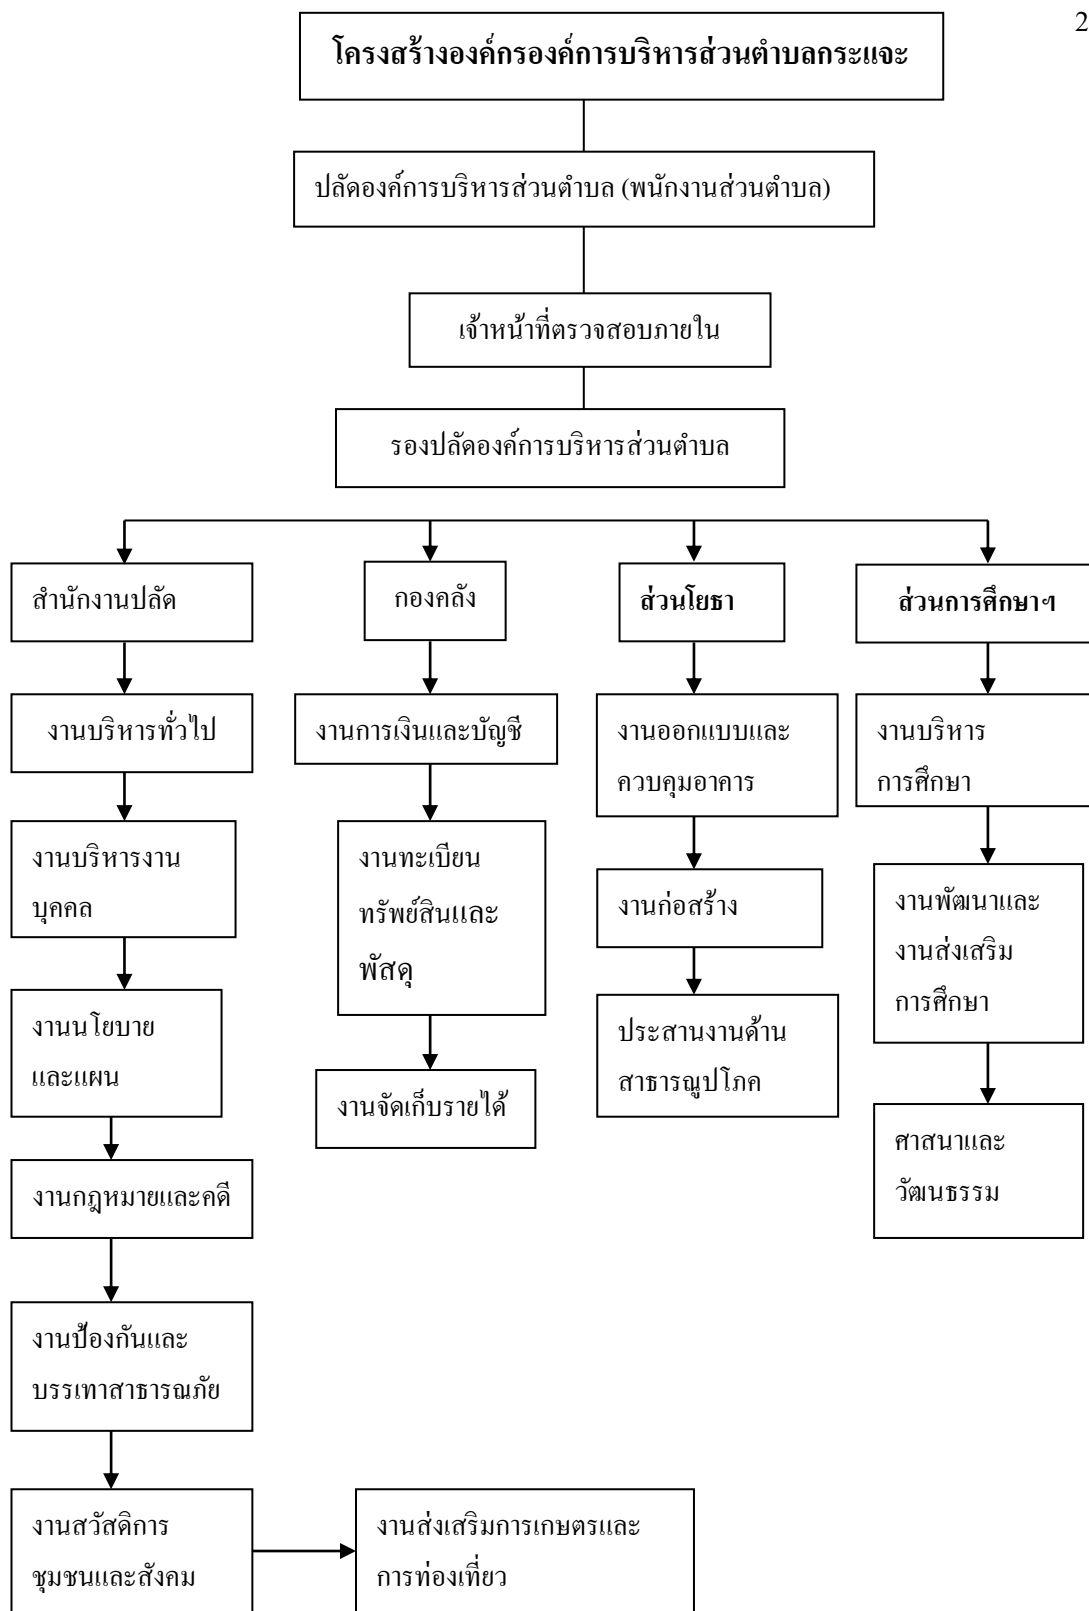 2
โครงสร้างองค์กรองค์การบริหารส่วนตำบลกระแจะ
ปลัดองค์การบริหารส่วนตำบล (พนักงานส่วนตำบล)
เจ้าหน้าที่ตรวจสอบภายใน
รองปลัดองค์การบริหารส่วนตำบล
สำนักงานปลัด
กองคลัง
ส่วนโยธา
ส่วนการศึกษาฯ
งานบริหารทั่วไป
งานการเงินและบัญชี
งานออกแบบและ
ควบคุมอาคาร
งานบริหาร
การศึกษา
งานบริหารงาน
บุคคล
งานทะเบียน
ทรัพย์สินและ
พัสดุ
งานก่อสร้าง
งานพัฒนาและ
งานส่งเสริม
การศึกษา
งานนโยบาย
และแผน
งานจัดเก็บรายได้
ประสานงานด้าน
สาธารณูปโภค
ศาสนาและ
วัฒนธรรม
งานกฎหมายและคดี
งานป้องกันและ
บรรเทาสาธารณภัย
งานสวัสดิการ
ชุมชนและสังคม
งานส่งเสริมการเกษตรและ
การท่องเที่ยว